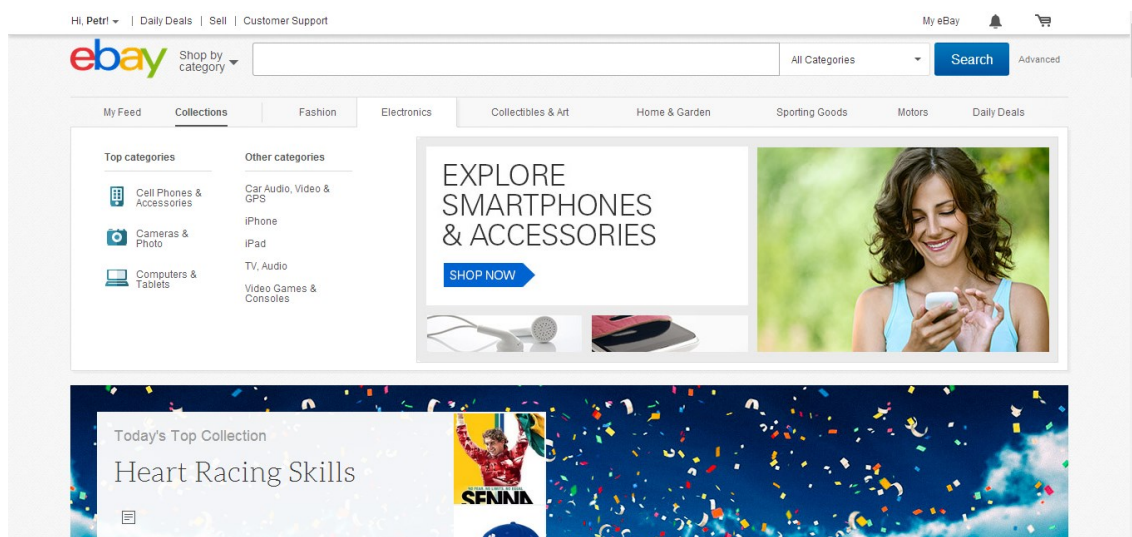 Hi, Petr!
Daily Deals
Sell
Customer Support
My eBay
ebay
Shop by
category
All Categories
Search
Advanced
My Feed
Collections
Fashion
Electronics
Collectibles & Art
Home & Garden
Sporting Goods
Motors
Daily Deals
Top categories
Cell Phones &
Accessories
Cameras &
Photo
Computers &
Tablets
Other categories
Car Audio, Video &
GPS
iPhone
iPad
TV, Audio
Video Games &
Consoles
EXPLORE
SMARTPHONES
& ACCESSORIES
SHOP NOW
Today's Top Collection
Heart Racing Skills
SENNA